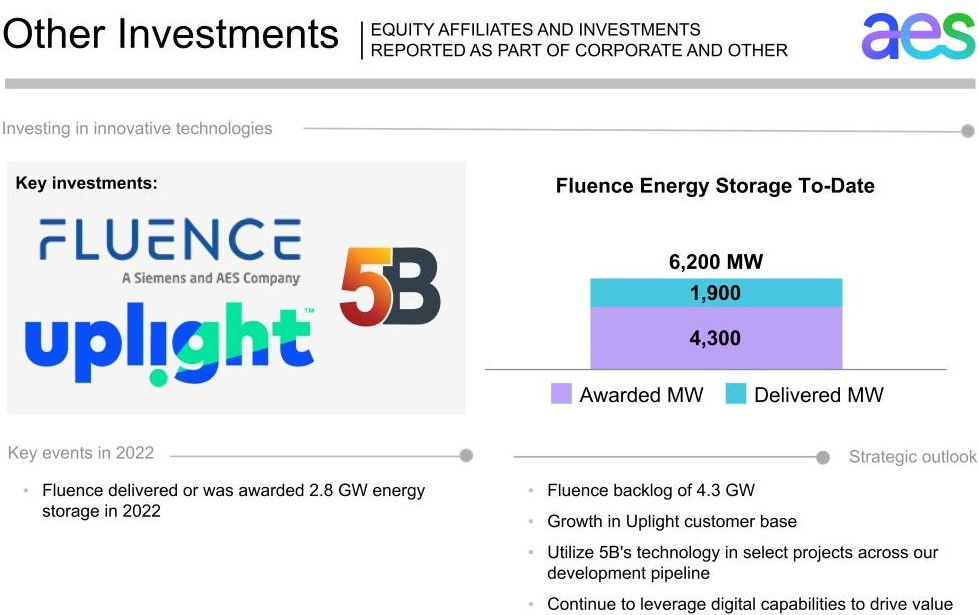 Other Investments
EQUITY AFFILIATES AND INVESTMENTS
REPORTED AS PART OF CORPORATE AND OTHER
aes
Investing in innovative technologies
Key investments:
FLUENCE
A Siemens and AES Company
5B
uplight™
Fluence Energy Storage To-Date
6,200 MW
1,900
4,300
Awarded MW
Delivered MW
Key events in 2022
• Fluence delivered or was awarded 2.8 GW energy
storage in 2022
Strategic outlook
• Fluence backlog of 4.3 GW
• Growth in Uplight customer base
• Utilize 5B's technology in select projects across our
development pipeline
• Continue to leverage digital capabilities to drive value